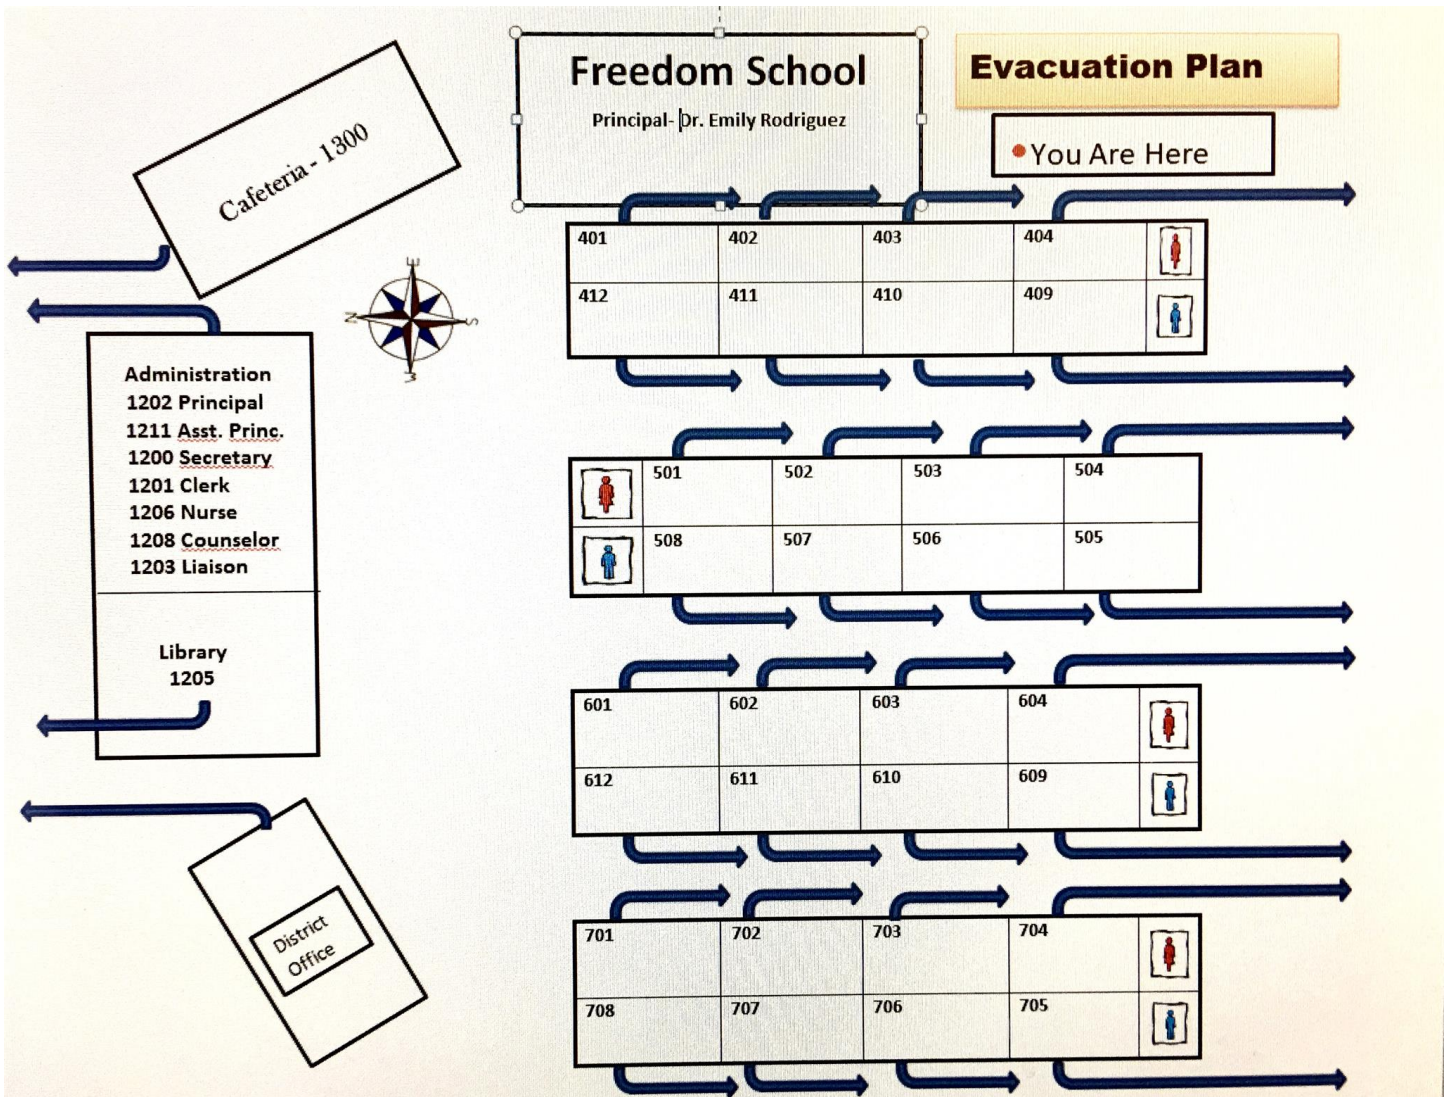 Freedom School
Principal- Dr. Emily Rodriguez
Evacuation Plan
You Are Here
Cafeteria - 1300
E
N
S
W
Administration
1202 Principal
1211 Asst. Princ.
1200 Secretary
1201 Clerk
1206 Nurse
1208 Counselor
1203 Liaison
Library
1205
District
Office
401 402 403 404
412 411 410 409
501 502 503 504
508 507 506 505
601 602 603 604
612 611 610 609
701 702 703 704
708 707 706 705